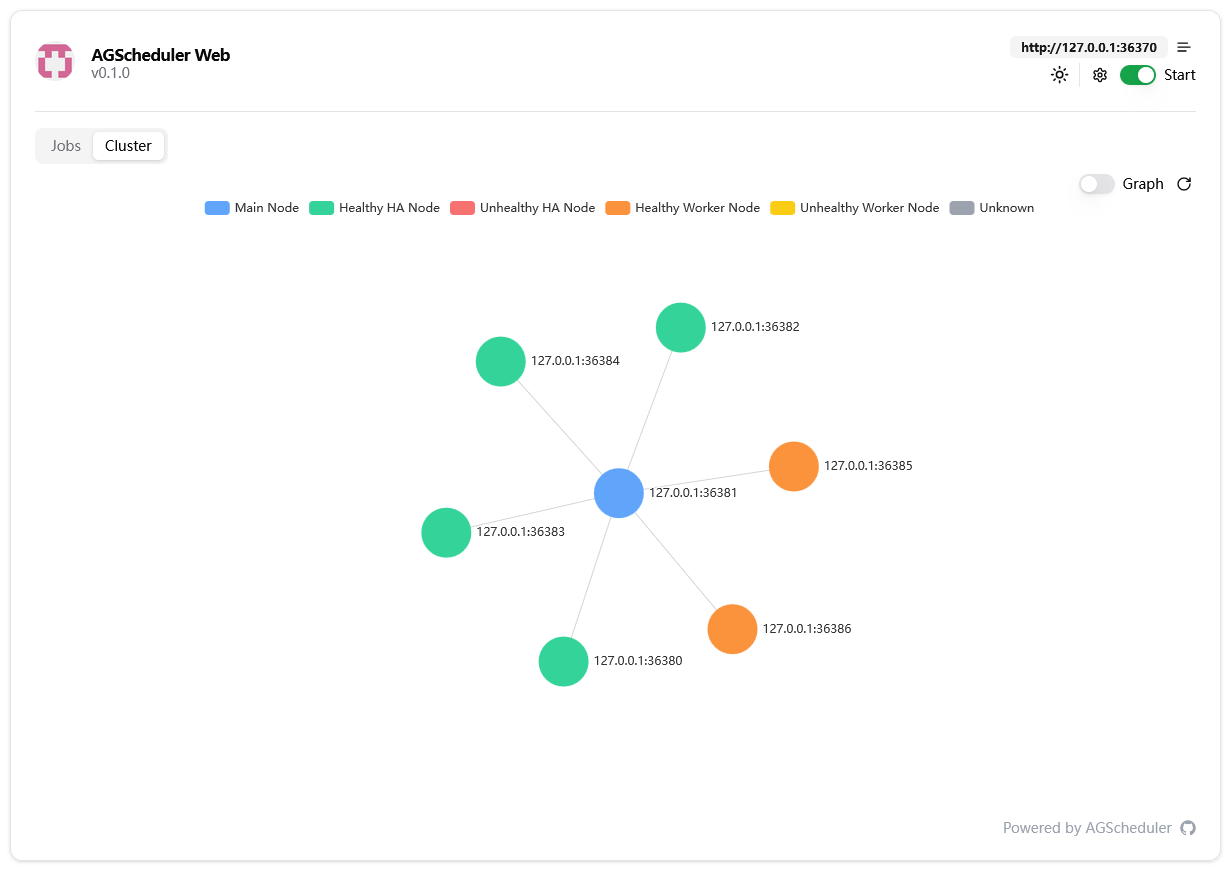 AGScheduler Web
v0.1.0
http://127.0.0.1:36370
Start
Jobs
Cluster
Graph
Main Node
Healthy HA Node
Unhealthy HA Node
Healthy Worker Node
Unhealthy Worker Node
Unknown
127.0.0.1:36382
127.0.0.1:36384
127.0.0.1:36385
127.0.0.1:36381
127.0.0.1:36383
127.0.0.1:36386
127.0.0.1:36380
Powered by AGScheduler